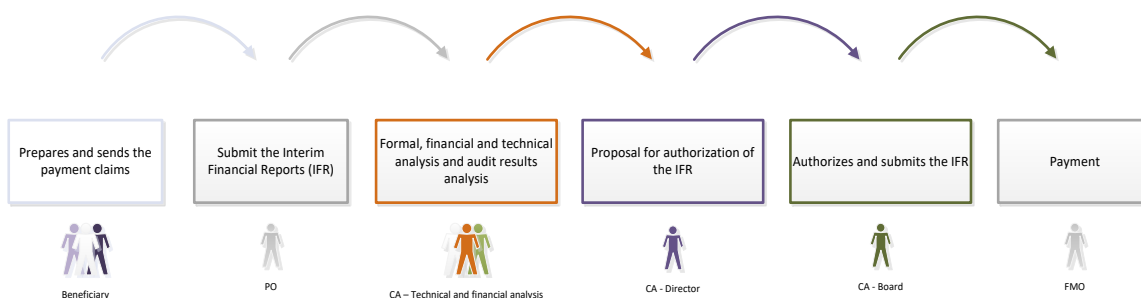 Prepares and sends the
payment claims
Submit the Interim
Financial Reports (IFR)
Formal, financial and technical
analysis and audit results
analysis
Proposal for authorization of
the IFR
Authorizes and submits the IFR
Payment
Beneficiary
PO
CA – Technical and financial analysis
CA - Director
CA - Board
FMO